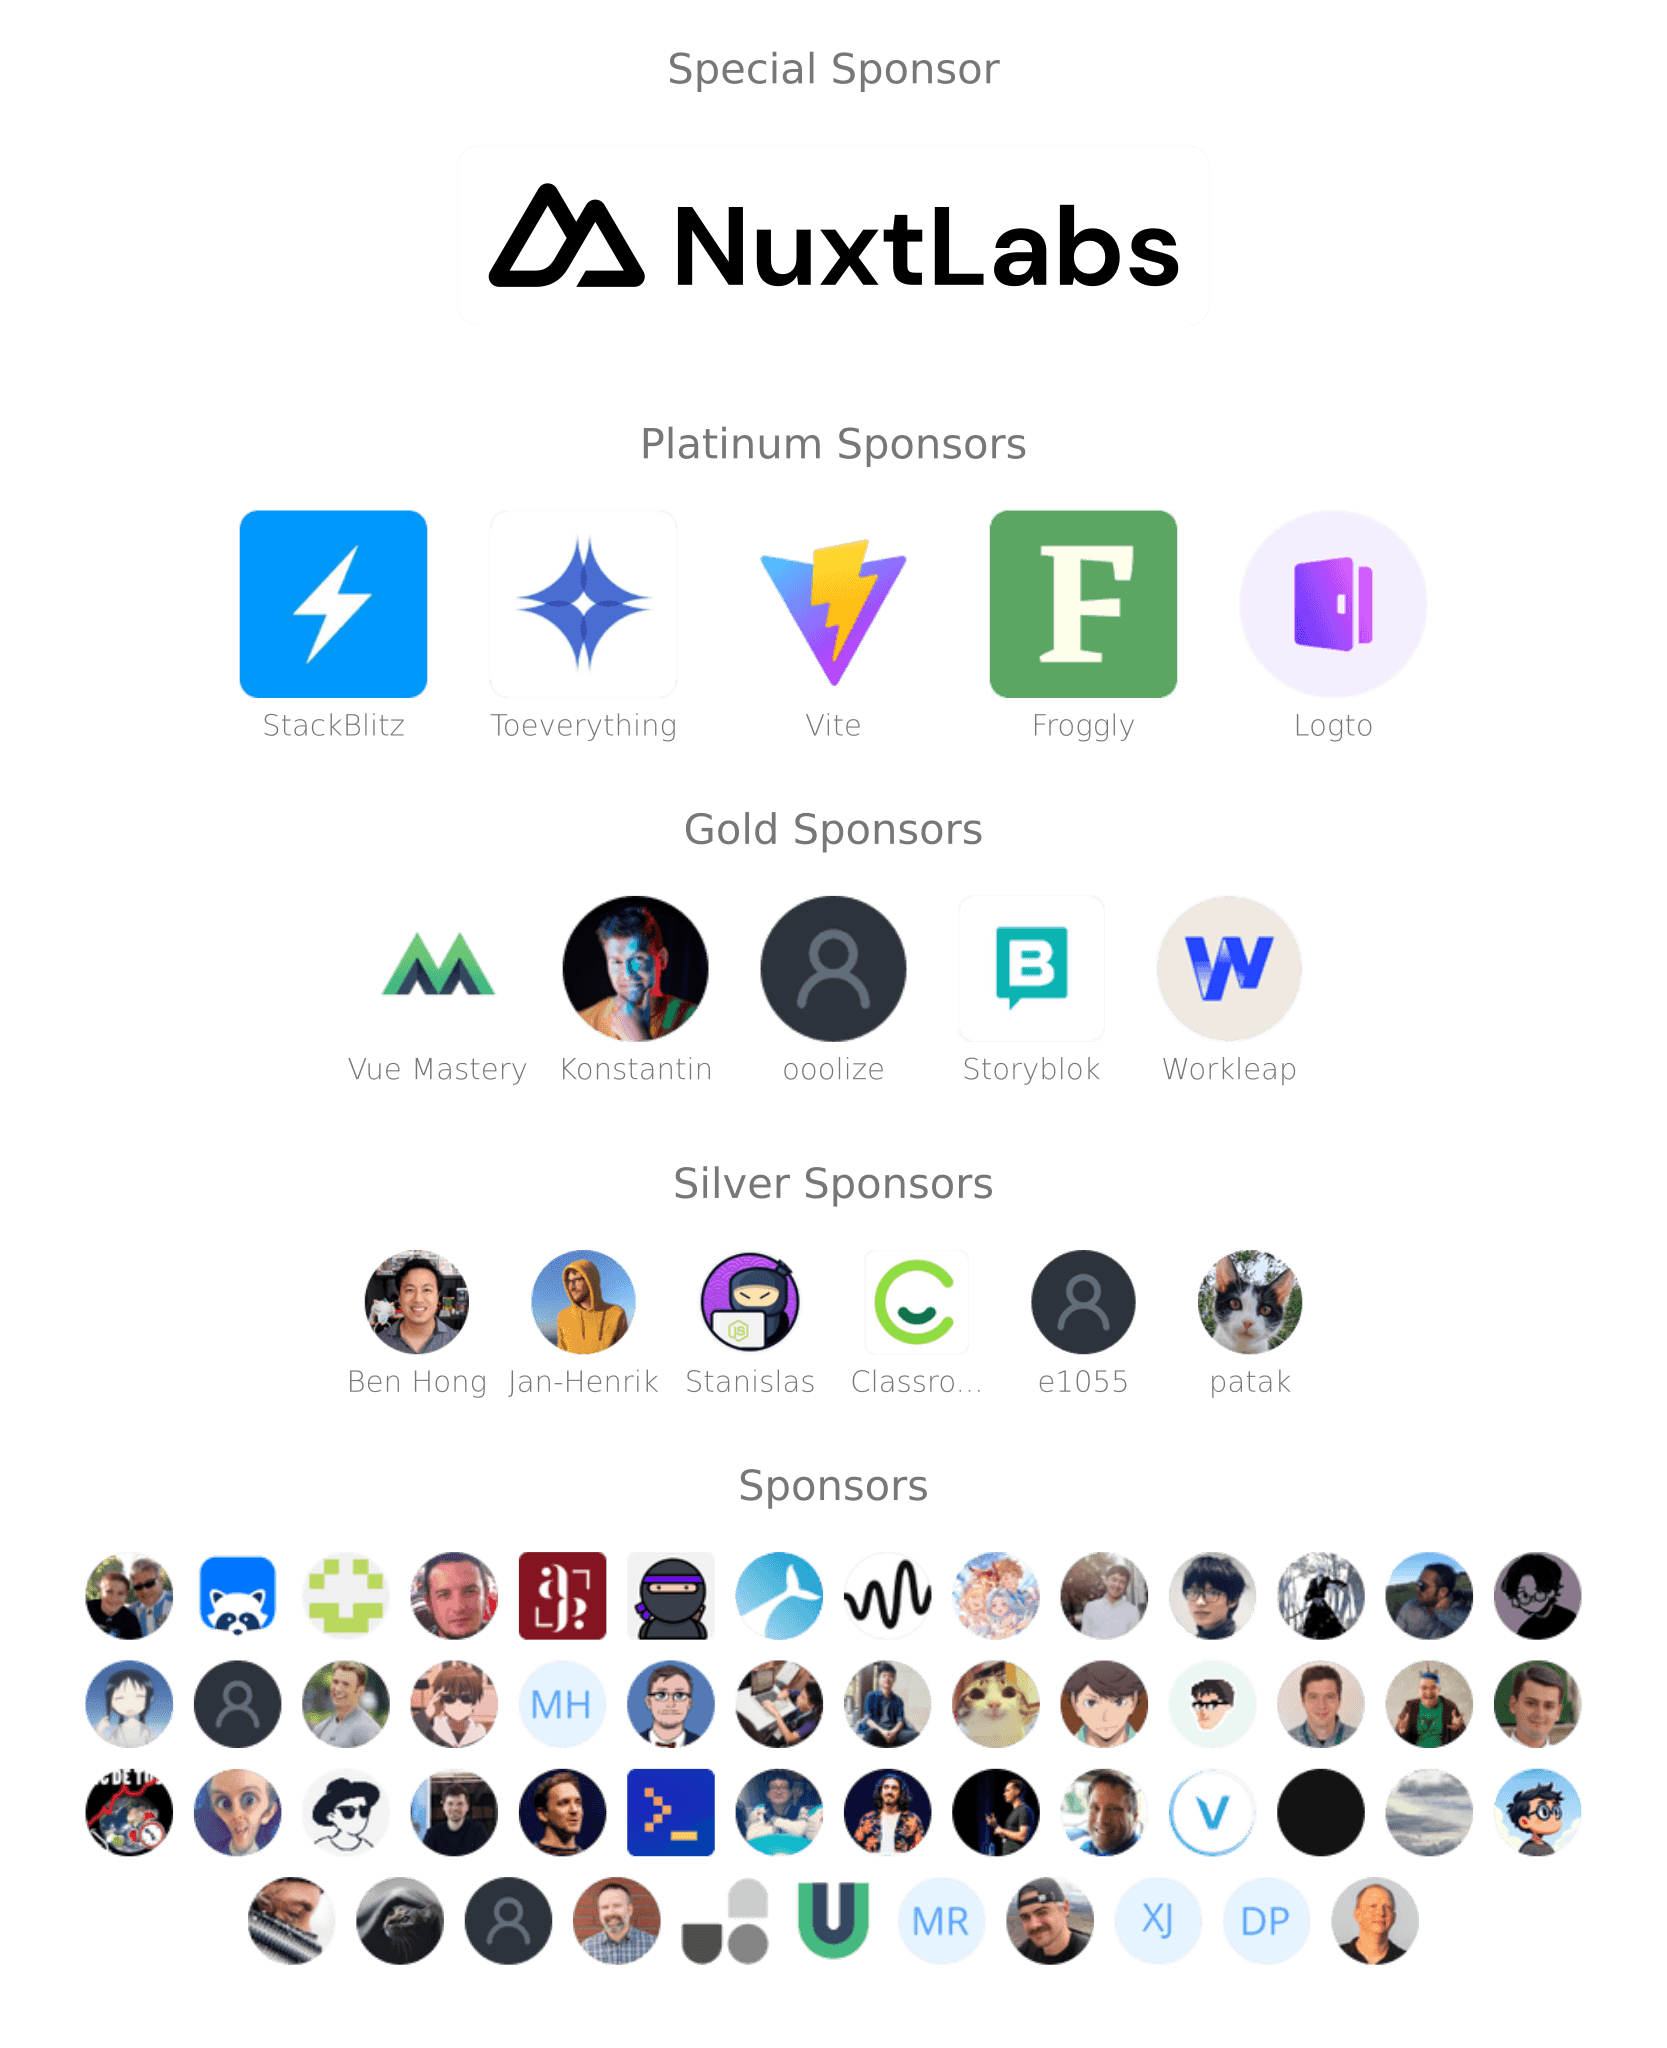 Special Sponsor
NuxtLabs
Platinum Sponsors
F
StackBlitz Toeverything Vite Froggly Logto
Gold Sponsors
B W
Vue Mastery Konstantin ooolize Storyblok Workleap
Silver Sponsors
JS
Ben Hong Jan-Henrik Stanislas Classro... e1055 patak
Sponsors
MH
V
U MR XJ DP